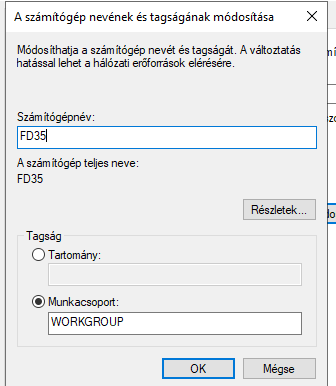 A számítógép nevének és tagságának módosítása
Módosíthatja a számítógép nevét és tagságát. A változtatás
hatással lehet a hálózati erőforrások elérésére.
Számítógépnév:
FD35
A számítógép teljes neve:
FD35
Részletek...
Tagság
Tartomány:
Munkacsoport:
WORKGROUP
OK
Mégse